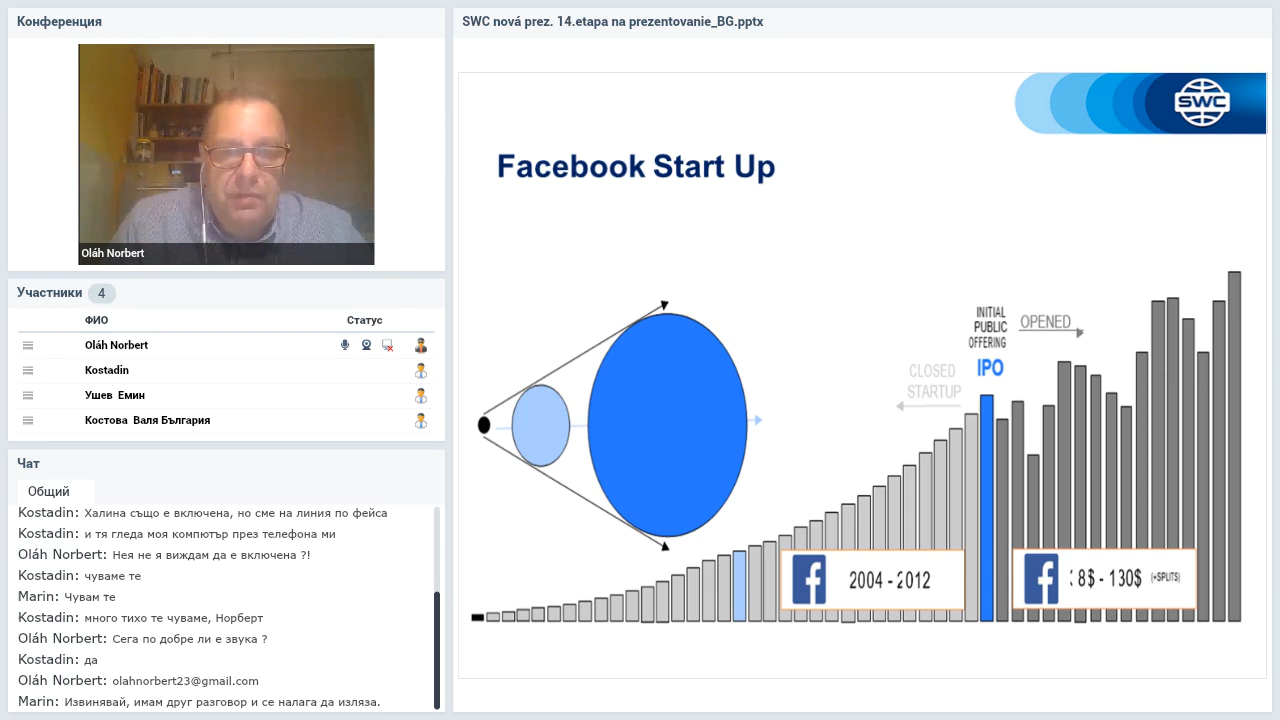 Конференция
Oláh Norbert
Участники 4
ФИО Статус
Oláh Norbert
Kostadin
Ушев Емин
Костова Валя България
Чат
Общий
Kostadin: Халина също е включена, но сме на линия по фейса
Kostadin: и тя гледа моя компютър през телефона ми
Oláh Norbert: Нея не я виждам да е включена ?!
Kostadin: чуваме те
Marin: Чувам те
Kostadin: много тихо те чуваме, Норберт
Oláh Norbert: Сега по добре ли е звука ?
Kostadin: да
Oláh Norbert: olahnorbert23@gmail.com
Marin: Извинявай, имам друг разговор и се налага да изляза.
SWC nová prez. 14.etapa na prezentovanie_BG.pptx
SWC
Facebook Start Up
INITIAL
PUBLIC
OFFERING
IPO
OPENED
CLOSED
STARTUP
f 2004 - 2012
f 8$ - 130$ (+SPLITS)